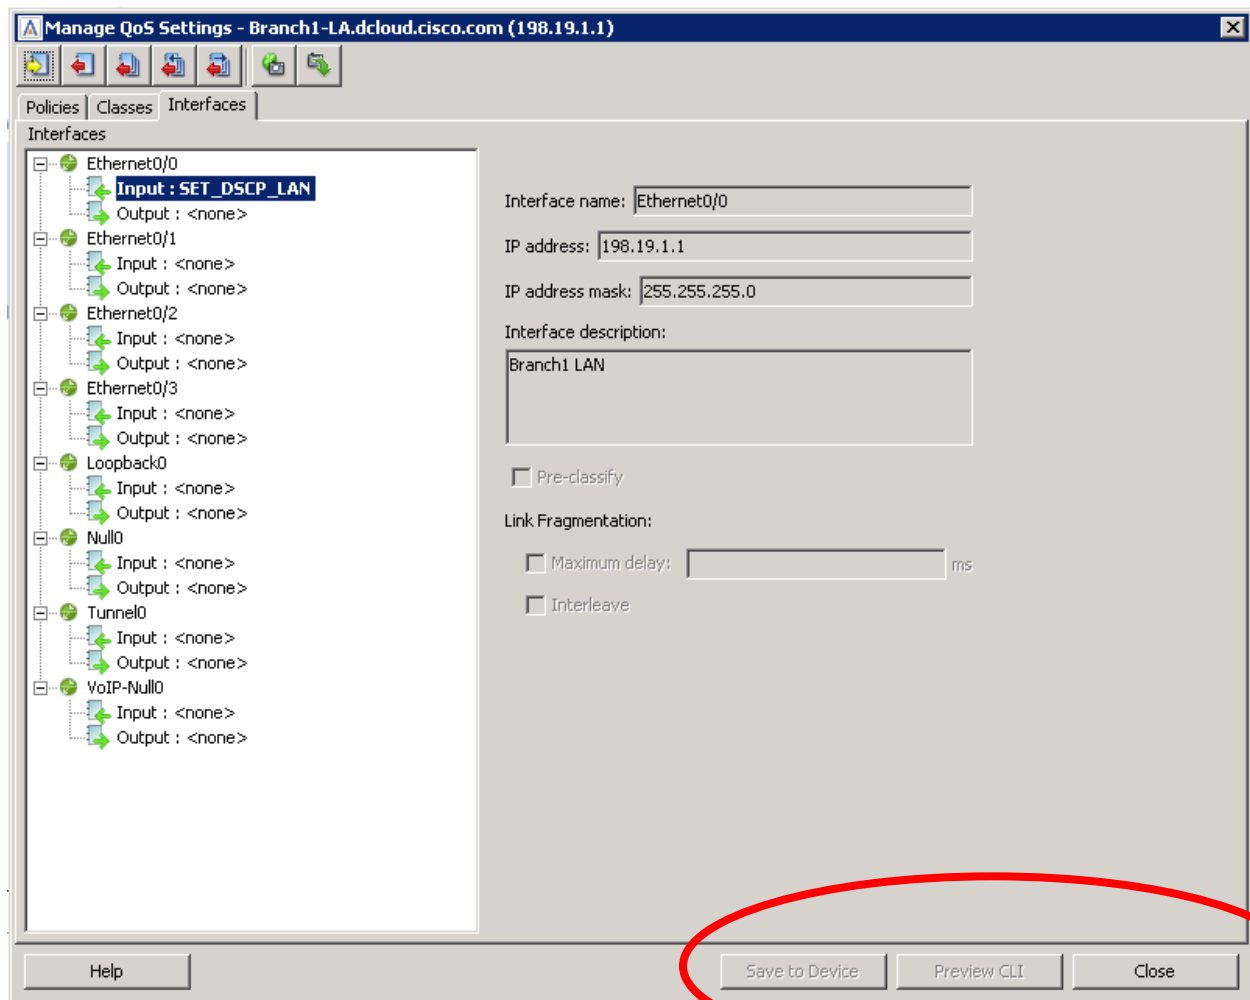 Manage QoS Settings - Branch1-LA.dcloud.cisco.com (198.19.1.1)
Policies Classes Interfaces
Interfaces
Ethernet0/0
Input : SET_DSCP_LAN
Output : <none>
Ethernet0/1
Input : <none>
Output : <none>
Ethernet0/2
Input : <none>
Output : <none>
Ethernet0/3
Input : <none>
Output : <none>
Loopback0
Input : <none>
Output : <none>
Null0
Input : <none>
Output : <none>
Tunnel0
Input : <none>
Output : <none>
VoIP-Null0
Input : <none>
Output : <none>
Interface name: Ethernet0/0
IP address: 198.19.1.1
IP address mask: 255.255.255.0
Interface description:
Branch1 LAN
Pre-classify
Link Fragmentation:
Maximum delay: ms
Interleave
Help Save to Device Preview CLI Close